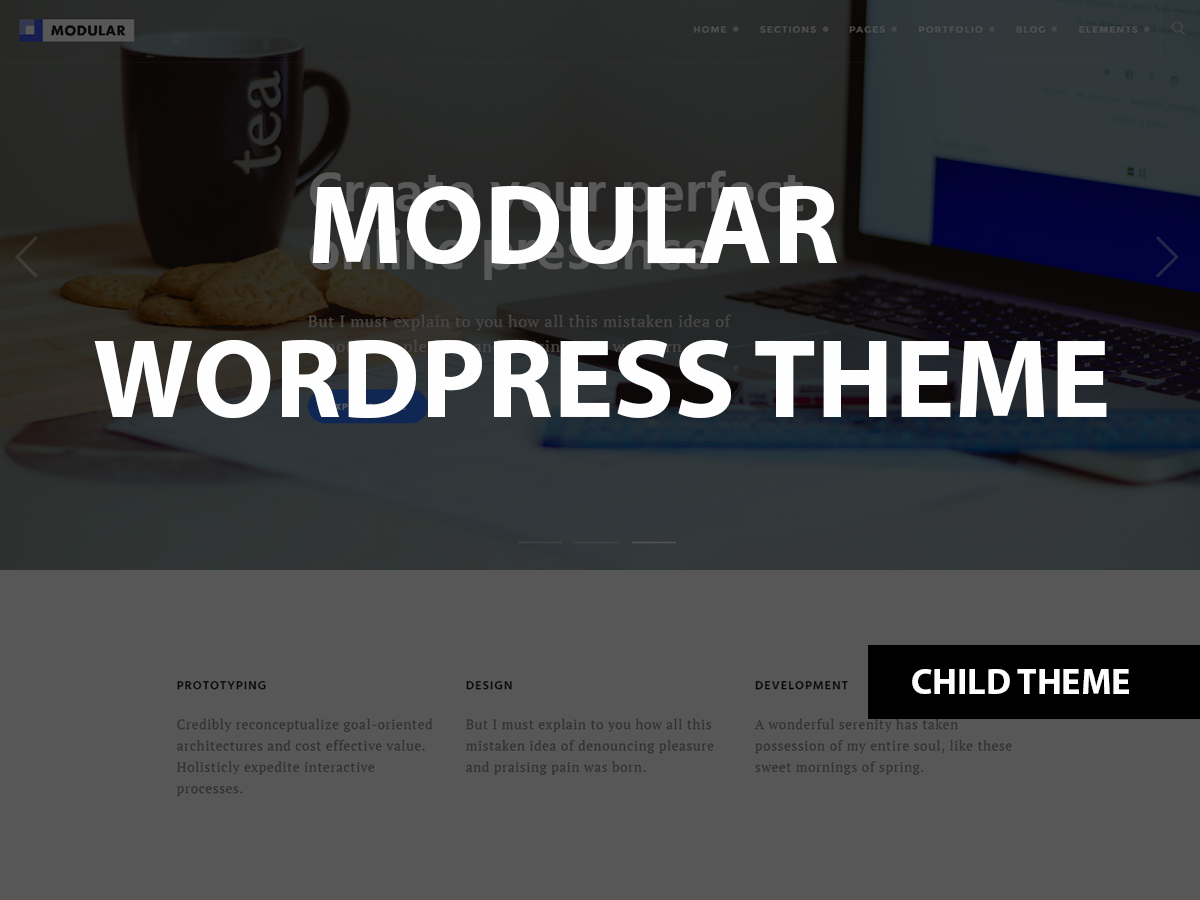 MODULAR
HOME SECTIONS PAGES PORTFOLIO BLOG ELEMENTS
tea
Create your perfect
online presence
MODULAR
But I must explain to you how all this mistaken idea of
WORDPRESS THEME
CHILD THEME
PROTOTYPING
Credibly reconceptualize goal-oriented
architectures and cost effective value.
Holisticly expedite interactive
processes.
DESIGN
But I must explain to you how all this
mistaken idea of denouncing pleasure
and praising pain was born.
DEVELOPMENT
A wonderful serenity has taken
possession of my entire soul, like these
sweet mornings of spring.